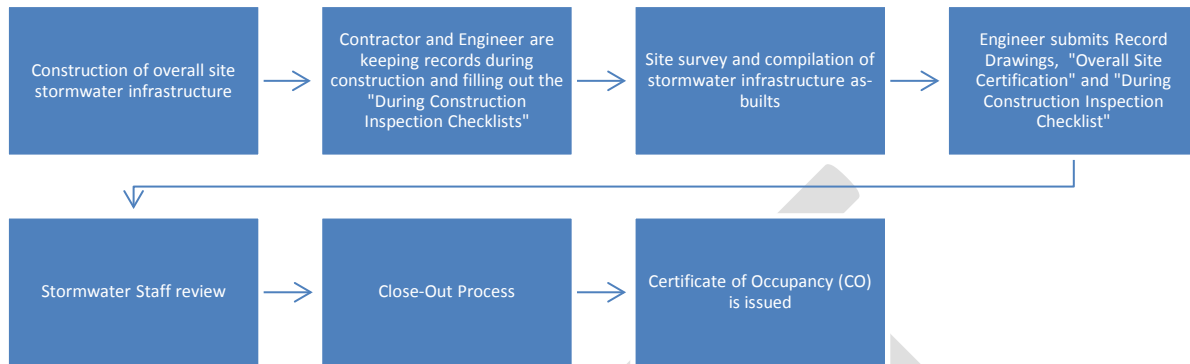 Construction of overall site
stormwater infrastructure
Contractor and Engineer are
keeping records during
construction and filling out the
"During Construction
Inspection Checklists"
Site survey and compilation of
stormwater infrastructure as-
builts
Engineer submits Record
Drawings, "Overall Site
Certification" and "During
Construction Inspection
Checklist"
Stormwater Staff review
Close-Out Process
Certificate of Occupancy (CO)
is issued